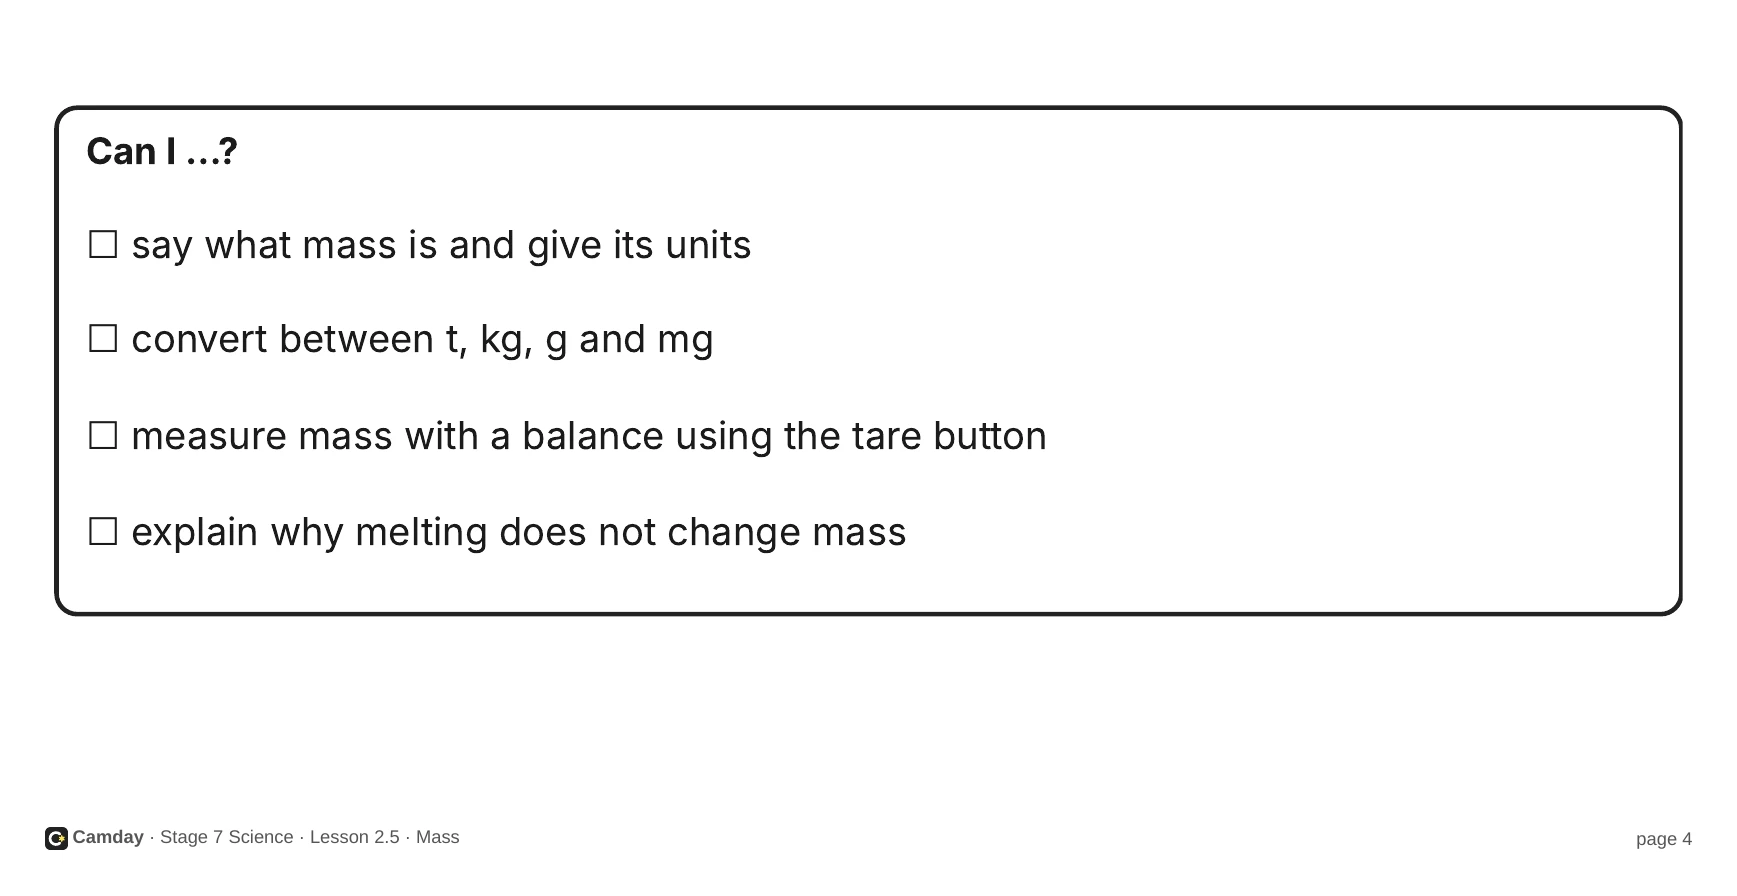 Can I …?
☐ say what mass is and give its units
☐ convert between t, kg, g and mg
☐ measure mass with a balance using the tare button
☐ explain why melting does not change mass
Camday · Stage 7 Science · Lesson 2.5 · Mass
page 4